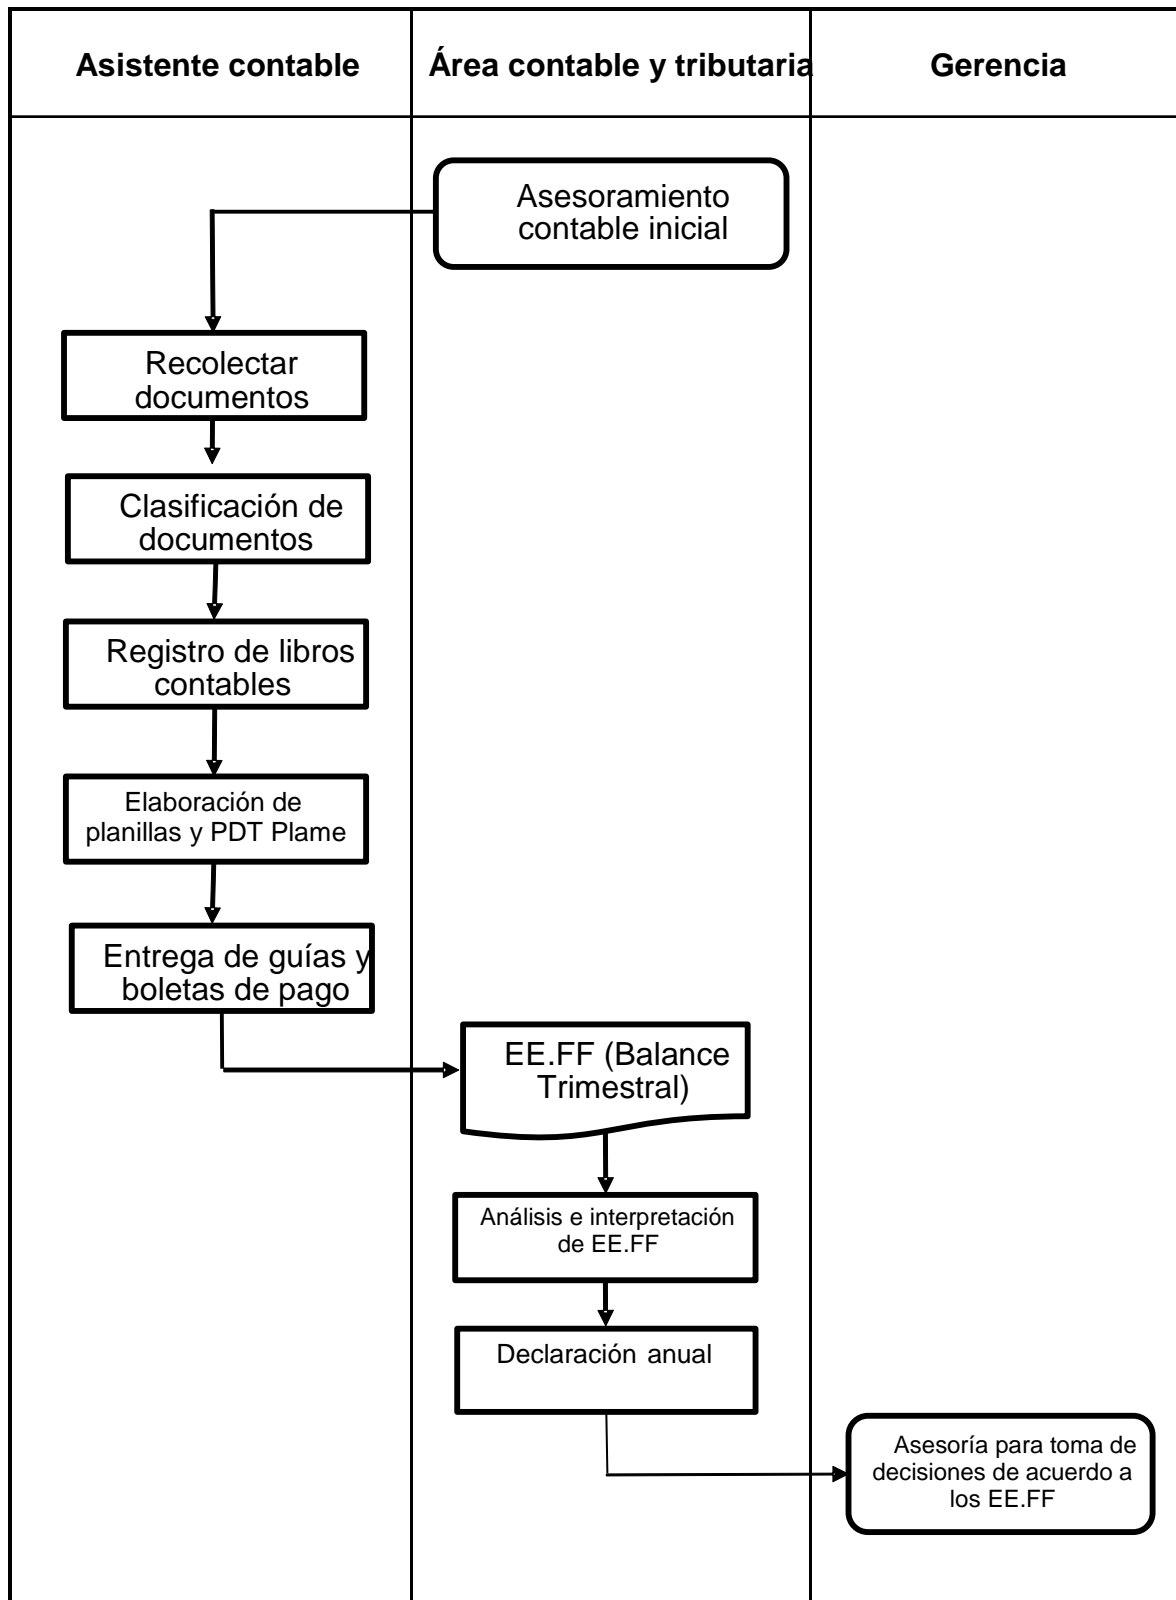 Asistente contable
Área contable y tributaria
Gerencia
Asesoramiento
contable inicial
Recolectar
documentos
Clasificación de
documentos
Registro de libros
contables
Elaboración de
planillas y PDT Plame
Entrega de guías y
boletas de pago
EE.FF (Balance
Trimestral)
Análisis e interpretación
de EE.FF
Declaración anual
Asesoría para toma de
decisiones de acuerdo a
los EE.FF